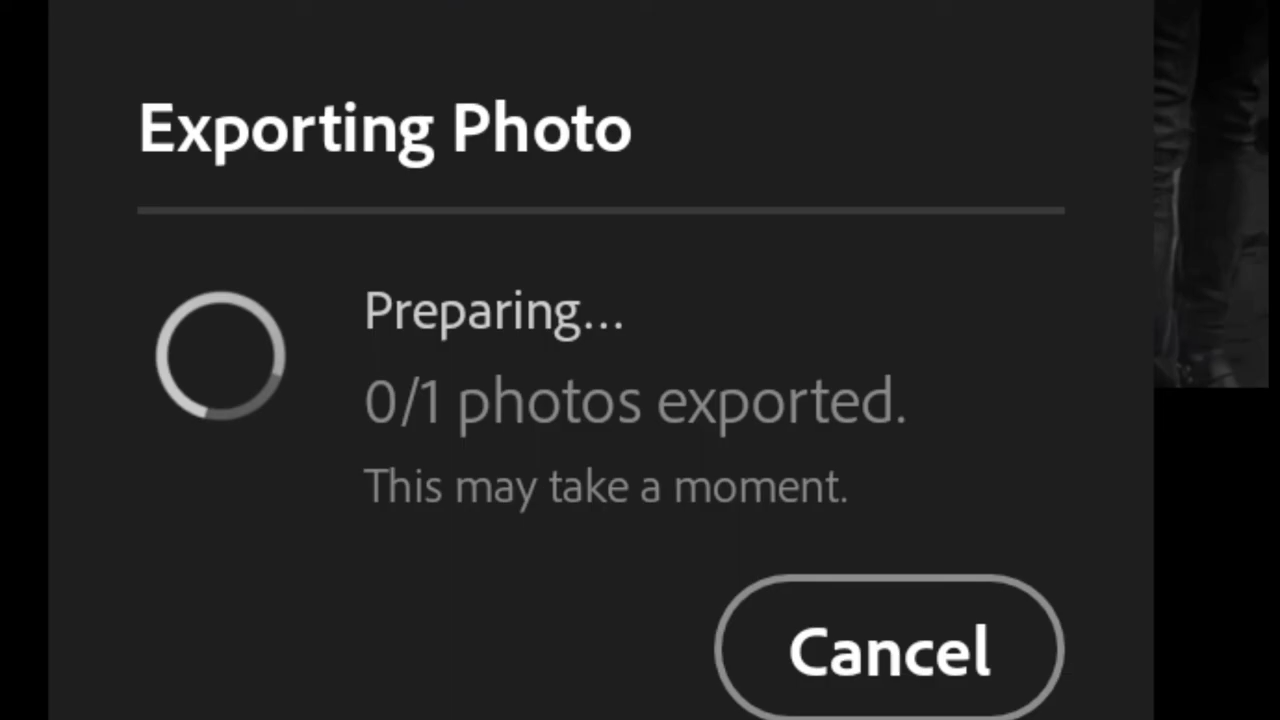 Exporting Photo
Preparing...
0/1 photos exported.
This may take a moment.
Cancel